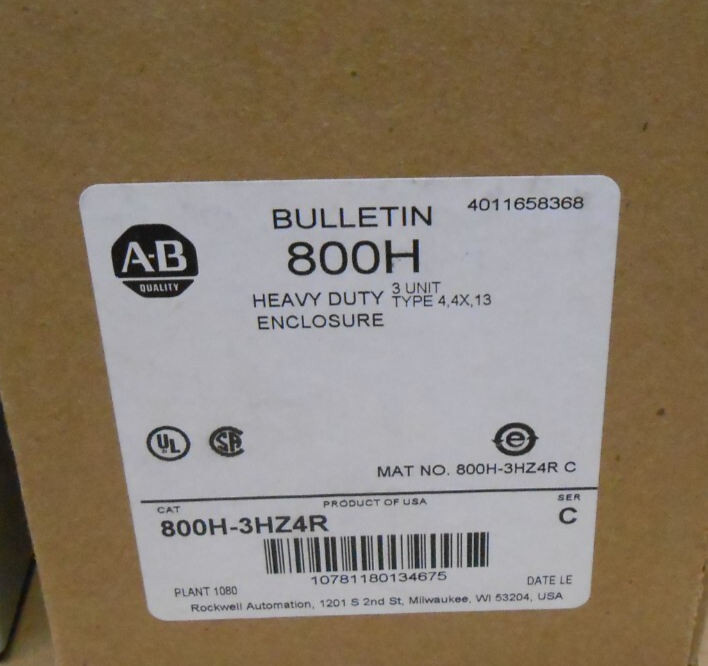 4011658368
BULLETIN
800H
A-B
QUALITY
HEAVY DUTY 3 UNIT
TYPE 4,4X,13
ENCLOSURE
UL
SA
e
MAT NO. 800H-3HZ4R C
CAT
PRODUCT OF USA
SER
800H-3HZ4R
C
10781180134675
PLANT 1080
DATE LE
Rockwell Automation, 1201 S 2nd St, Milwaukee, WI 53204, USA